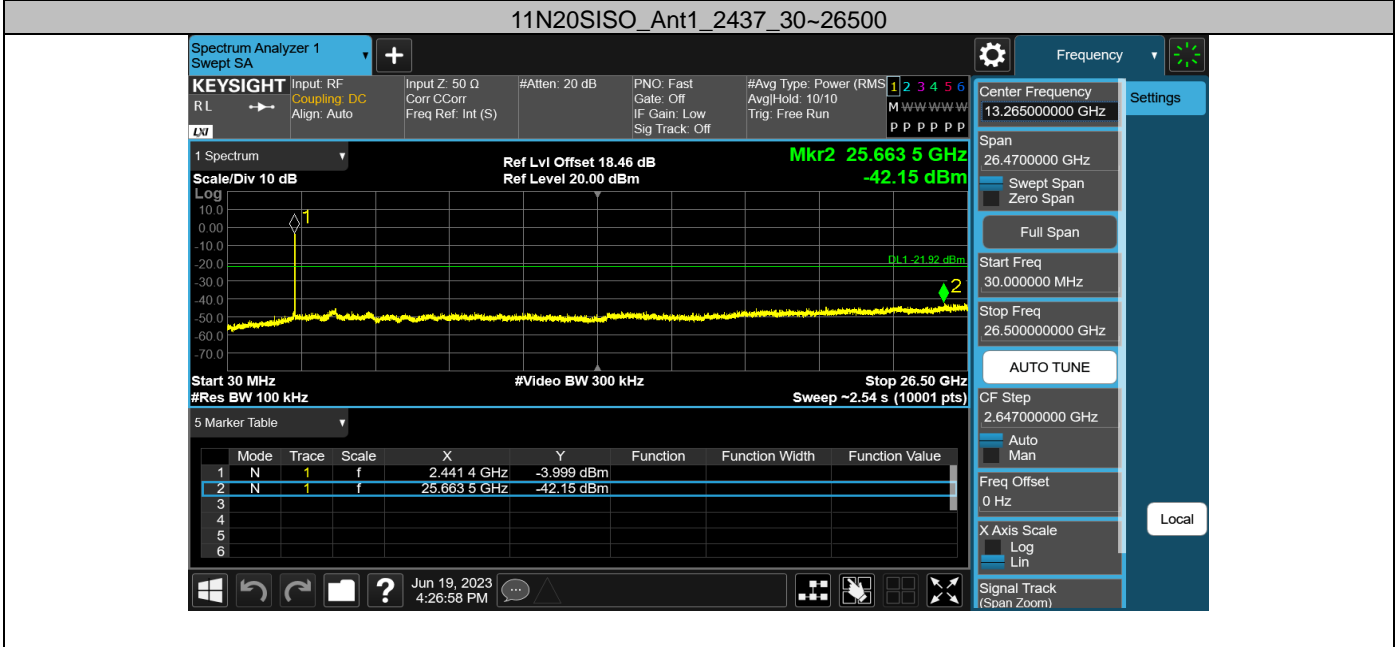 11N20SISO_Ant1_2437_30~26500
Spectrum Analyzer 1
Swept SA
+
Frequency
KEYSIGHT
RL
LXI
Input: RF
Coupling: DC
Align: Auto
Input Z: 50 Ω
Corr CCorr
Freq Ref: Int (S)
#Atten: 20 dB
PNO: Fast
Gate: Off
IF Gain: Low
Sig Track: Off
#Avg Type: Power (RMS
Avg|Hold: 10/10
Trig: Free Run
1 2 3 4 5 6
M W W W W W
P P P P P P
1 Spectrum
Scale/Div 10 dB
Ref Lvl Offset 18.46 dB
Ref Level 20.00 dBm
Mkr2 25.663 5 GHz
-42.15 dBm
Log
10.0
0.00
-10.0
-20.0
-30.0
-40.0
-50.0
-60.0
-70.0
1
DL1 -21.92 dBm
2
Start 30 MHz
#Video BW 300 kHz
Stop 26.50 GHz
#Res BW 100 kHz
Sweep ~2.54 s (10001 pts)
5 Marker Table
Mode Trace Scale X Y Function Function Width Function Value
1 N 1 f 2.441 4 GHz -3.999 dBm
2 N 1 f 25.663 5 GHz -42.15 dBm
3
4
5
6
?
Jun 19, 2023
4:26:58 PM
Center Frequency
13.265000000 GHz
Span
26.4700000 GHz
Swept Span
Zero Span
Full Span
Start Freq
30.000000 MHz
Stop Freq
26.500000000 GHz
AUTO TUNE
CF Step
2.647000000 GHz
Auto
Man
Freq Offset
0 Hz
X Axis Scale
Log
Lin
Signal Track
(Span Zoom)
Settings
Local